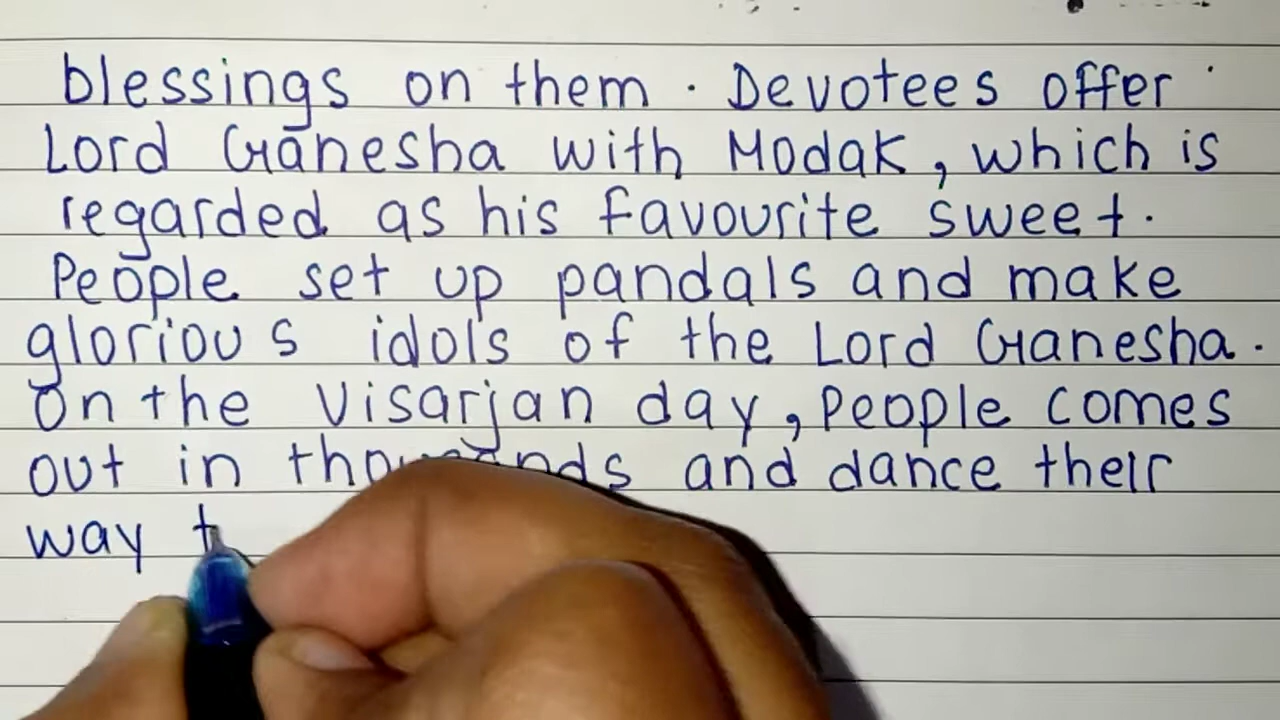 blessings on them. Devotees offer
Lord Ganesha with Modak, which is
regarded as his favourite sweet.
People set up pandals and make
glorious idols of the Lord Ganesha.
On the Visarjan day, people comes
out in thousands and dance their
way t